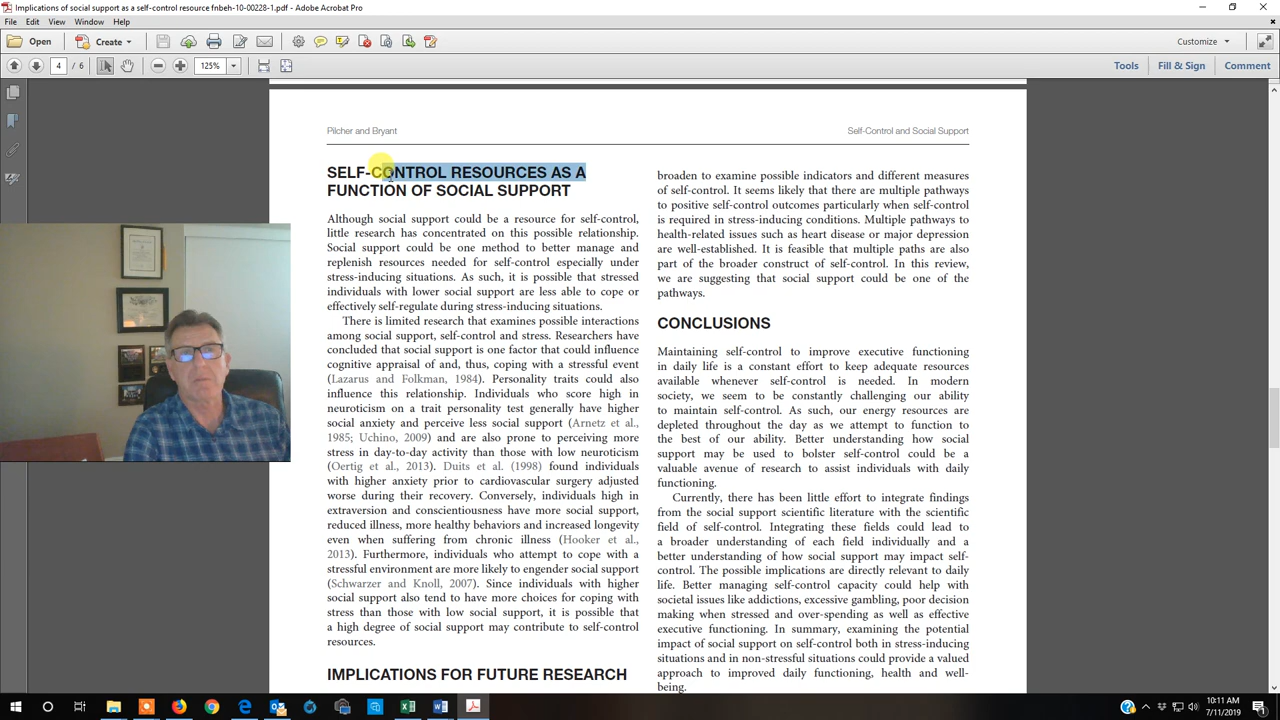 Implications of social support as a self-control resource fnbeh-10-00228-1.pdf - Adobe Acrobat Pro
File Edit View Window Help
Open Create Customize
4 / 6 125% Tools Fill & Sign Comment
Pilcher and Bryant
Self-Control and Social Support
SELF-CONTROL RESOURCES AS A
FUNCTION OF SOCIAL SUPPORT
Although social support could be a resource for self-control,
little research has concentrated on this possible relationship.
Social support could be one method to better manage and
replenish resources needed for self-control especially under
stress-inducing situations. As such, it is possible that stressed
individuals with lower social support are less able to cope or
effectively self-regulate during stress-inducing situations.
There is limited research that examines possible interactions
among social support, self-control and stress. Researchers have
concluded that social support is one factor that could influence
cognitive appraisal of and, thus, coping with a stressful event
(Lazarus and Folkman, 1984). Personality traits could also
influence this relationship. Individuals who score high in
neuroticism on a trait personality test generally have higher
social anxiety and perceive less social support (Arnetz et al.,
1985; Uchino, 2009) and are also prone to perceiving more
stress in day-to-day activity than those with low neuroticism
(Oertig et al., 2013). Duits et al. (1998) found individuals
with higher anxiety prior to cardiovascular surgery adjusted
worse during their recovery. Conversely, individuals high in
extraversion and conscientiousness have more social support,
reduced illness, more healthy behaviors and increased longevity
even when suffering from chronic illness (Hooker et al.,
2013). Furthermore, individuals who attempt to cope with a
stressful environment are more likely to engender social support
(Schwarzer and Knoll, 2007). Since individuals with higher
social support also tend to have more choices for coping with
stress than those with low social support, it is possible that
a high degree of social support may contribute to self-control
resources.
IMPLICATIONS FOR FUTURE RESEARCH
broaden to examine possible indicators and different measures
of self-control. It seems likely that there are multiple pathways
to positive self-control outcomes particularly when self-control
is required in stress-inducing conditions. Multiple pathways to
health-related issues such as heart disease or major depression
are well-established. It is feasible that multiple paths are also
part of the broader construct of self-control. In this review,
we are suggesting that social support could be one of the
pathways.
CONCLUSIONS
Maintaining self-control to improve executive functioning
in daily life is a constant effort to keep adequate resources
available whenever self-control is needed. In modern
society, we seem to be constantly challenging our ability
to maintain self-control. As such, our energy resources are
depleted throughout the day as we attempt to function to
the best of our ability. Better understanding how social
support may be used to bolster self-control could be a
valuable avenue of research to assist individuals with daily
functioning.
Currently, there has been little effort to integrate findings
from the social support scientific literature with the scientific
field of self-control. Integrating these fields could lead to
a broader understanding of each field individually and a
better understanding of how social support may impact self-
control. The possible implications are directly relevant to daily
life. Better managing self-control capacity could help with
societal issues like addictions, excessive gambling, poor decision
making when stressed and over-spending as well as effective
executive functioning. In summary, examining the potential
impact of social support on self-control both in stress-inducing
situations and in non-stressful situations could provide a valued
approach to improved daily functioning, health and well-
being.
10:11 AM
7/11/2019